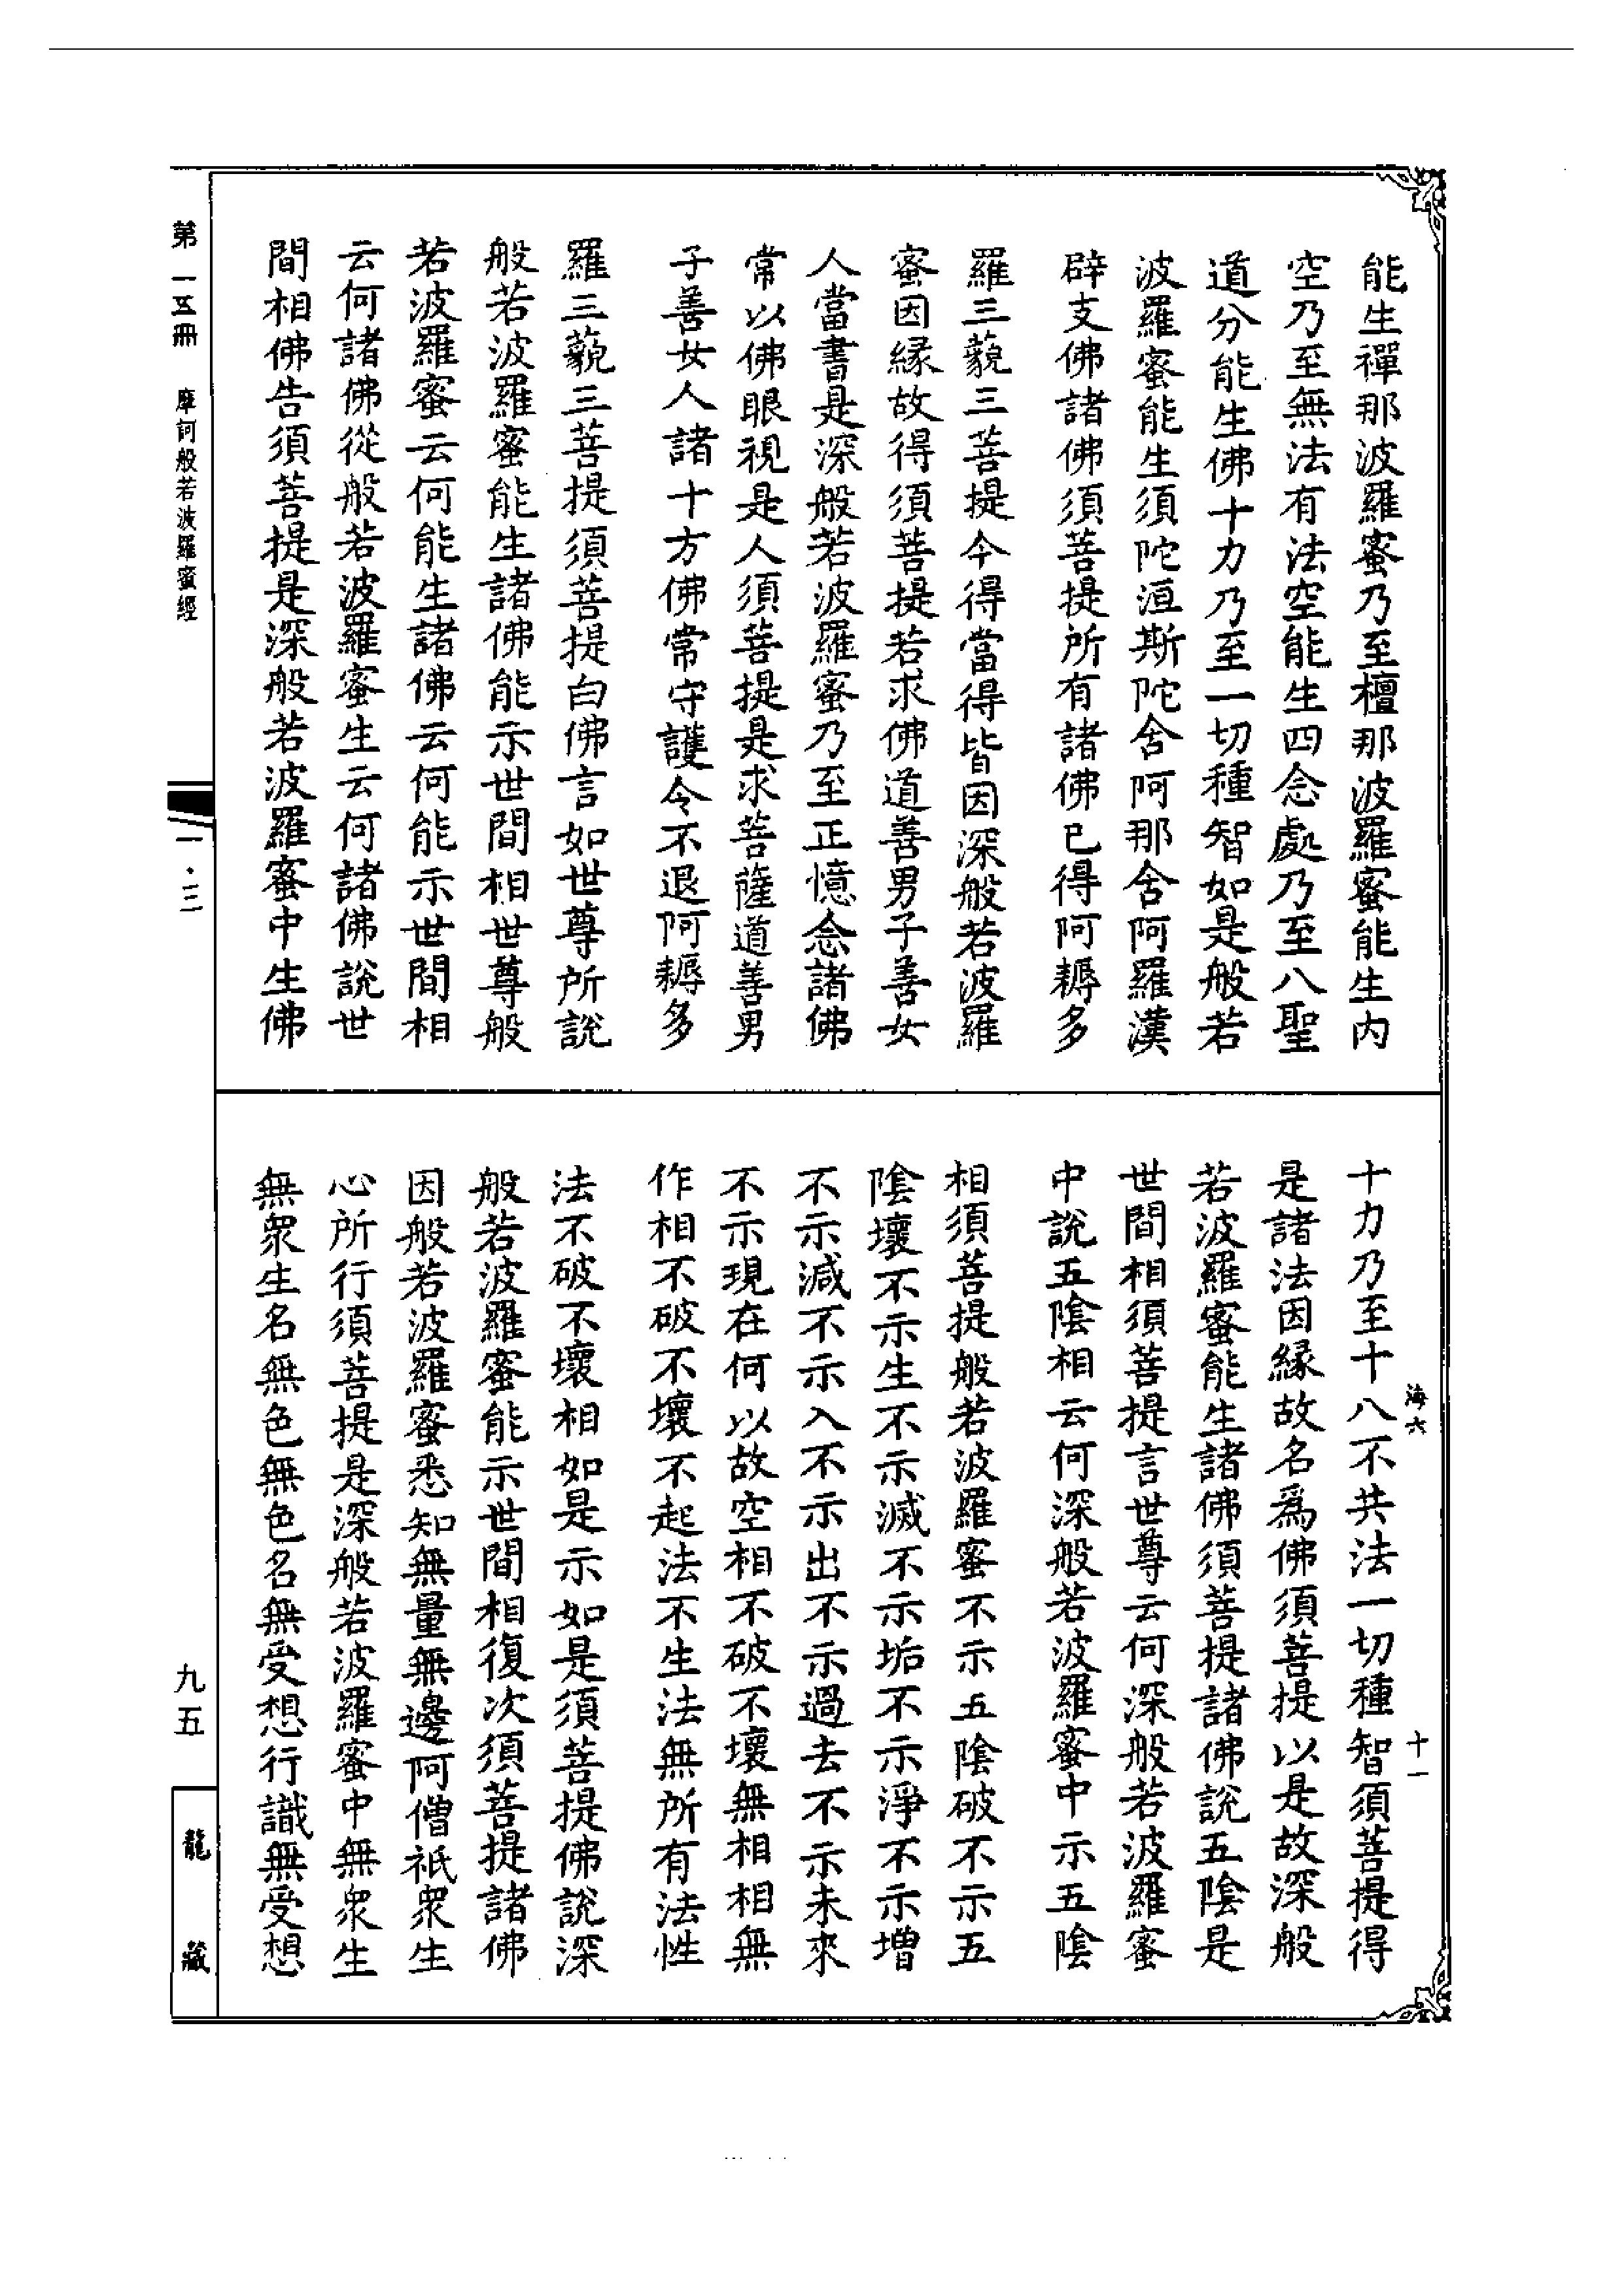 能生禪那波羅蜜乃至檀那波羅蜜能生內
空乃至無法有法空能生四念處乃至八聖
道分能生佛十力乃至一切種智如是般若
波羅蜜能生須陀洹斯陀含阿那含阿羅漢
辟支佛諸佛須菩提所有諸佛已得阿耨多
羅三藐三菩提今得當得皆因深般若波羅
蜜因緣故得須菩提若求佛道善男子善女
人當書是深般若波羅蜜乃至正憶念諸佛
常以佛眼視是人須菩提是求菩薩道善男
子善女人諸十方佛常守護令不退阿耨多
羅三藐三菩提須菩提白佛言如世尊所說
般若波羅蜜能生諸佛能示世間相世尊般
若波羅蜜云何能生諸佛云何能示世間相
云何諸佛從般若波羅蜜生云何諸佛說世
間相佛告須菩提是深般若波羅蜜中生佛
海六
十一
十力乃至十八不共法一切種智須菩提得
是諸法因緣故名爲佛須菩提以是故深般
若波羅蜜能生諸佛須菩提諸佛說五陰是
世間相須菩提言世尊云何深般若波羅蜜
中說五陰相云何深般若波羅蜜中示五陰
相須菩提般若波羅蜜不示五陰破不示五
陰壞不示生不示滅不示垢不示淨不示增
不示減不示入不示出不示過去不示未來
不示現在何以故空相不破不壞無相相無
作相不破不壞不起法不生法無所有法性
法不破不壞相如是示如是須菩提佛說深
般若波羅蜜能示世間相復次須菩提諸佛
因般若波羅蜜悉知無量無邊阿僧祇衆生
心所行須菩提是深般若波羅蜜中無衆生
無衆生名無色無色名無受想行識無受想
第一五冊 摩訶般若波羅蜜經
一·三
九五
龍藏